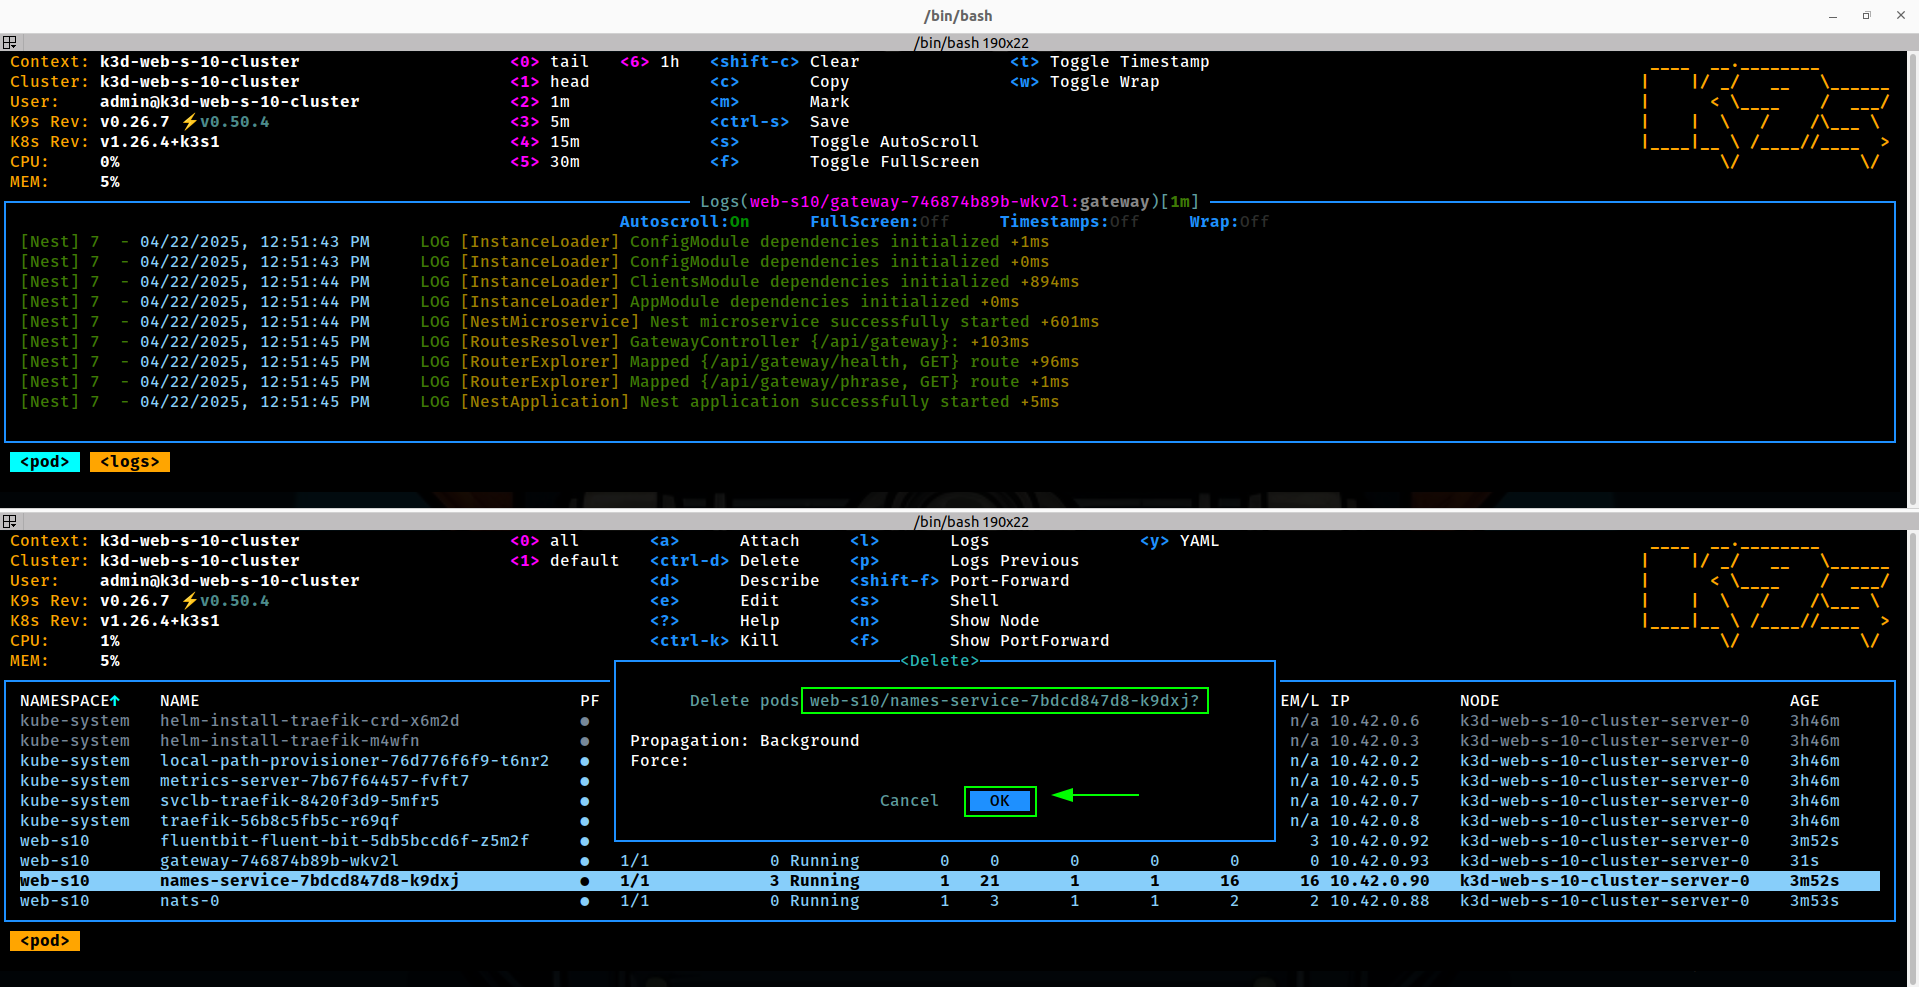 /bin/bash
/bin/bash 190x22
Context: k3d-web-s-10-cluster <0> tail <6> 1h <shift-c> Clear <t> Toggle Timestamp
Cluster: k3d-web-s-10-cluster <1> head <c> Copy <w> Toggle Wrap
User: admin@k3d-web-s-10-cluster <2> 1m <m> Mark
K9s Rev: v0.26.7 ⚡v0.50.4 <3> 5m <ctrl-s> Save
K8s Rev: v1.26.4+k3s1 <4> 15m <s> Toggle AutoScroll
CPU: 0% <5> 30m <f> Toggle FullScreen
MEM: 5%
Logs(web-s10/gateway-746874b89b-wkv2l:gateway)[1m]
Autoscroll:On FullScreen:Off Timestamps:Off Wrap:Off
[Nest] 7 - 04/22/2025, 12:51:43 PM LOG [InstanceLoader] ConfigModule dependencies initialized +1ms
[Nest] 7 - 04/22/2025, 12:51:43 PM LOG [InstanceLoader] ConfigModule dependencies initialized +0ms
[Nest] 7 - 04/22/2025, 12:51:44 PM LOG [InstanceLoader] ClientsModule dependencies initialized +894ms
[Nest] 7 - 04/22/2025, 12:51:44 PM LOG [InstanceLoader] AppModule dependencies initialized +0ms
[Nest] 7 - 04/22/2025, 12:51:44 PM LOG [NestMicroservice] Nest microservice successfully started +601ms
[Nest] 7 - 04/22/2025, 12:51:45 PM LOG [RoutesResolver] GatewayController {/api/gateway}: +103ms
[Nest] 7 - 04/22/2025, 12:51:45 PM LOG [RouterExplorer] Mapped {/api/gateway/health, GET} route +96ms
[Nest] 7 - 04/22/2025, 12:51:45 PM LOG [RouterExplorer] Mapped {/api/gateway/phrase, GET} route +1ms
[Nest] 7 - 04/22/2025, 12:51:45 PM LOG [NestApplication] Nest application successfully started +5ms
<pod> <logs>
/bin/bash 190x22
Context: k3d-web-s-10-cluster <0> all <a> Attach <l> Logs <y> YAML
Cluster: k3d-web-s-10-cluster <1> default <ctrl-d> Delete <p> Logs Previous
User: admin@k3d-web-s-10-cluster <d> Describe <shift-f> Port-Forward
K9s Rev: v0.26.7 ⚡v0.50.4 <e> Edit <s> Shell
K8s Rev: v1.26.4+k3s1 <?> Help <n> Show Node
CPU: 1% <ctrl-k> Kill <f> Show PortForward
MEM: 5%
<Delete>
Delete pods web-s10/names-service-7bdcd847d8-k9dxj?
Propagation: Background
Force:
Cancel OK
NAMESPACE↑ NAME PF EM/L IP NODE AGE
kube-system helm-install-traefik-crd-x6m2d ● n/a 10.42.0.6 k3d-web-s-10-cluster-server-0 3h46m
kube-system helm-install-traefik-m4wfn ● n/a 10.42.0.3 k3d-web-s-10-cluster-server-0 3h46m
kube-system local-path-provisioner-76d776f6f9-t6nr2 ● n/a 10.42.0.2 k3d-web-s-10-cluster-server-0 3h46m
kube-system metrics-server-7b67f64457-fvft7 ● n/a 10.42.0.5 k3d-web-s-10-cluster-server-0 3h46m
kube-system svclb-traefik-8420f3d9-5mfr5 ● n/a 10.42.0.7 k3d-web-s-10-cluster-server-0 3h46m
kube-system traefik-56b8c5fb5c-r69qf ● n/a 10.42.0.8 k3d-web-s-10-cluster-server-0 3h46m
web-s10 fluentbit-fluent-bit-5db5bccd6f-z5m2f ● 3 10.42.0.92 k3d-web-s-10-cluster-server-0 3m52s
web-s10 gateway-746874b89b-wkv2l ● 1/1 0 Running 0 0 0 0 0 0 10.42.0.93 k3d-web-s-10-cluster-server-0 31s
web-s10 names-service-7bdcd847d8-k9dxj ● 1/1 3 Running 1 21 1 1 16 16 10.42.0.90 k3d-web-s-10-cluster-server-0 3m52s
web-s10 nats-0 ● 1/1 0 Running 1 3 1 1 2 2 10.42.0.88 k3d-web-s-10-cluster-server-0 3m53s
<pod>